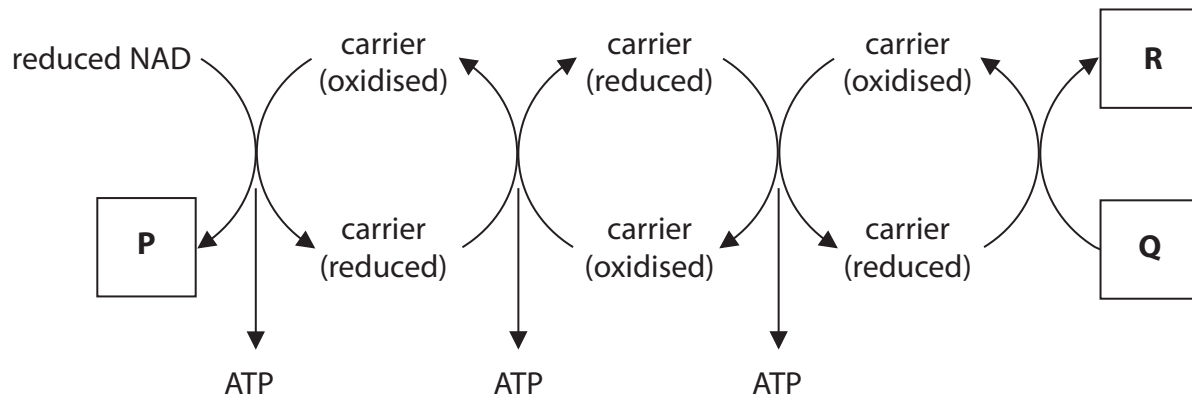 reduced NAD
carrier
(oxidised)
carrier
(reduced)
carrier
(oxidised)
R
P
carrier
(reduced)
carrier
(oxidised)
carrier
(reduced)
Q
ATP
ATP
ATP